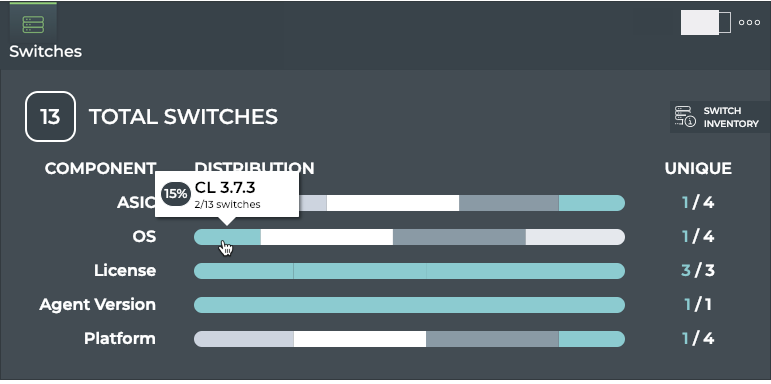 Switches
13
TOTAL SWITCHES
SWITCH
INVENTORY
COMPONENT
DISTRIBUTION
UNIQUE
15%
CL 3.7.3
2/13 switches
ASIC
1 / 4
OS
1 / 4
License
3 / 3
Agent Version
1 / 1
Platform
1 / 4